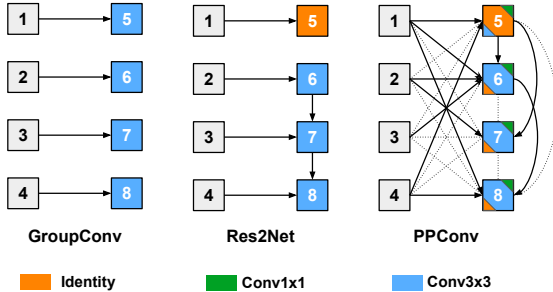 1 5 1 5 1 5
2 6 2 6 2 6
3 7 3 7 3 7
4 8 4 8 4 8
GroupConv Res2Net PPConv
Identity Conv1x1 Conv3x3